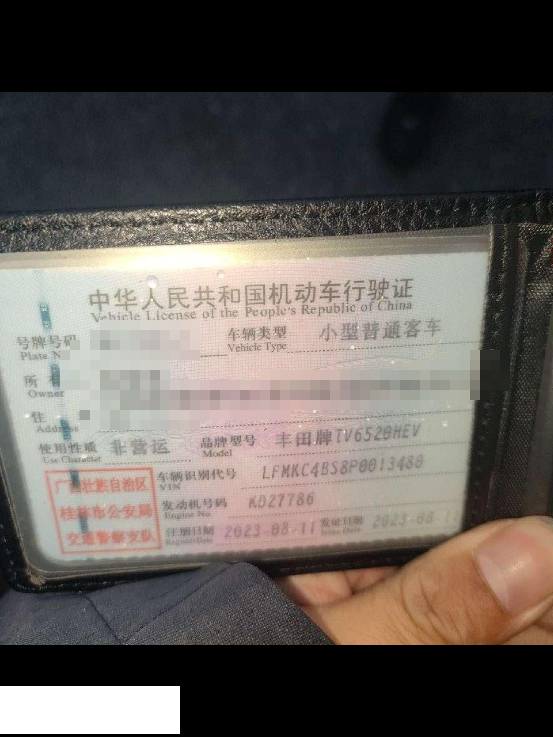 中华人民共和国机动车行驶证
Vehicle License of the People's Republic of China
号牌号码 车辆类型 小型普通客车
Plate N Vehicle Type
所
Owner
住
Address
使用性质 非营运 品牌型号 丰田牌TV6520HEV
Use Character Model
广西壮族自治区
桂林市公安局
交通警察支队
车辆识别代号 LFMKC4BS8P0013480
VIN
发动机号码 KD27786
Engine No
注册日期 2023-08-11 发证日期 2023-08-1
Register Date Issue Date